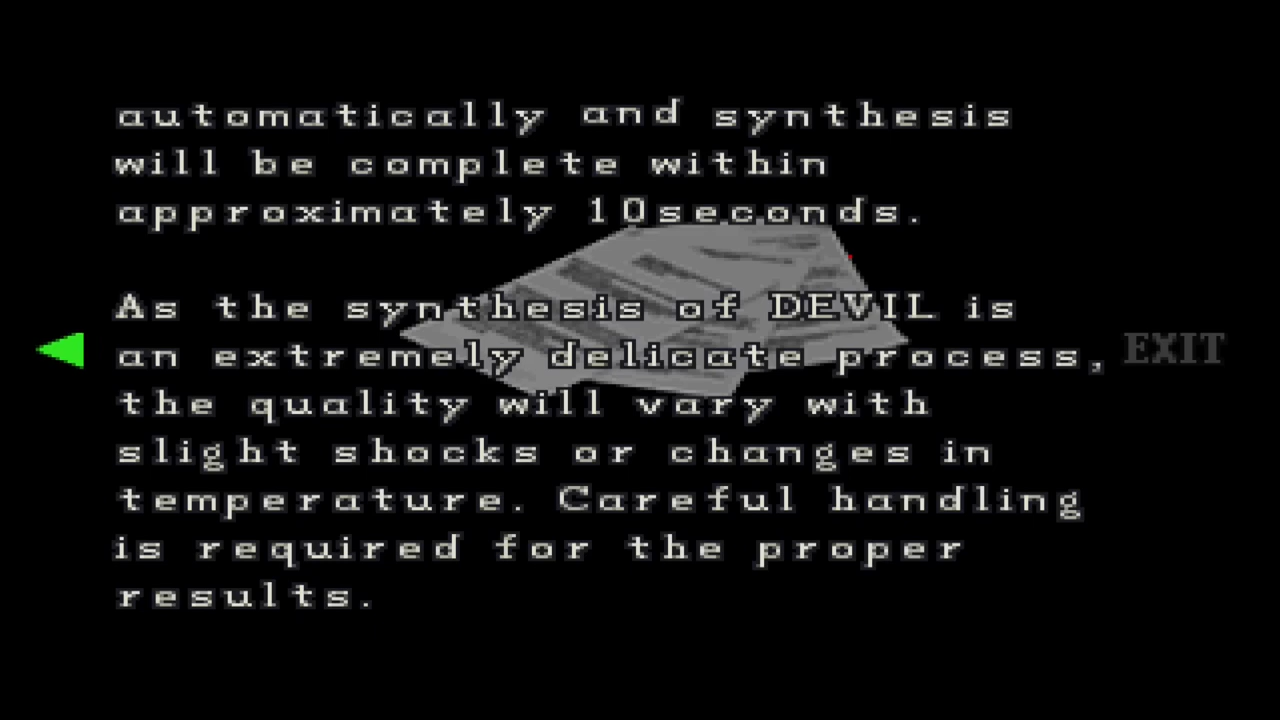 automatically and synthesis
will be complete within
approximately 10seconds.
As the synthesis of DEVIL is
an extremely delicate process,
EXIT
the quality will vary with
slight shocks or changes in
temperature. Careful handling
is required for the proper
results.